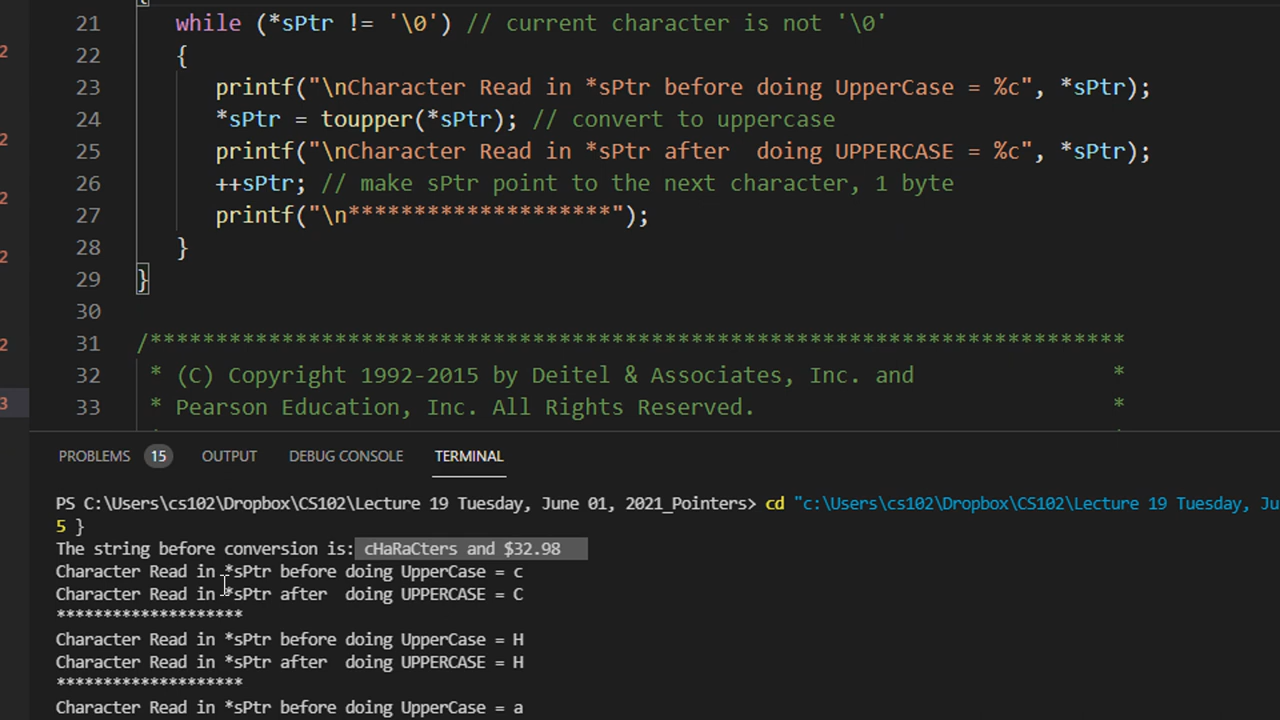 21 while (*sPtr != '\0') // current character is not '\0'
22 {
23 printf("\nCharacter Read in *sPtr before doing UpperCase = %c", *sPtr);
24 *sPtr = toupper(*sPtr); // convert to uppercase
25 printf("\nCharacter Read in *sPtr after  doing UPPERCASE = %c", *sPtr);
26 ++sPtr; // make sPtr point to the next character, 1 byte
27 printf("\n********************");
28 }
29 }
30
31 /**************************************************************************
32 * (C) Copyright 1992-2015 by Deitel & Associates, Inc. and *
33 * Pearson Education, Inc. All Rights Reserved. *
PROBLEMS 15 OUTPUT DEBUG CONSOLE TERMINAL
PS C:\Users\cs102\Dropbox\CS102\Lecture 19 Tuesday, June 01, 2021_Pointers> cd "c:\Users\cs102\Dropbox\CS102\Lecture 19 Tuesday, Ju
5 }
The string before conversion is: cHaRaCters and $32.98
Character Read in *sPtr before doing UpperCase = c
Character Read in *sPtr after  doing UPPERCASE = C
********************
Character Read in *sPtr before doing UpperCase = H
Character Read in *sPtr after  doing UPPERCASE = H
********************
Character Read in *sPtr before doing UpperCase = a